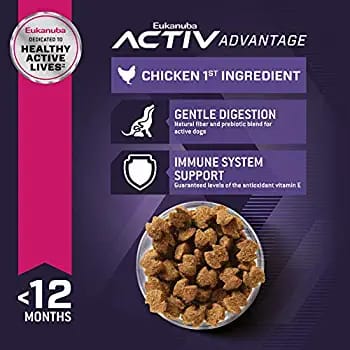 Eukanuba
DEDICATED TO
HEALTHY
ACTIVE
LIVES
Eukanuba
ACTIV ADVANTAGE
CHICKEN 1ST INGREDIENT
GENTLE DIGESTION
Natural fiber and prebiotic blend for
active dogs
IMMUNE SYSTEM
SUPPORT
Guaranteed levels of the antioxidant vitamin E
<12
MONTHS